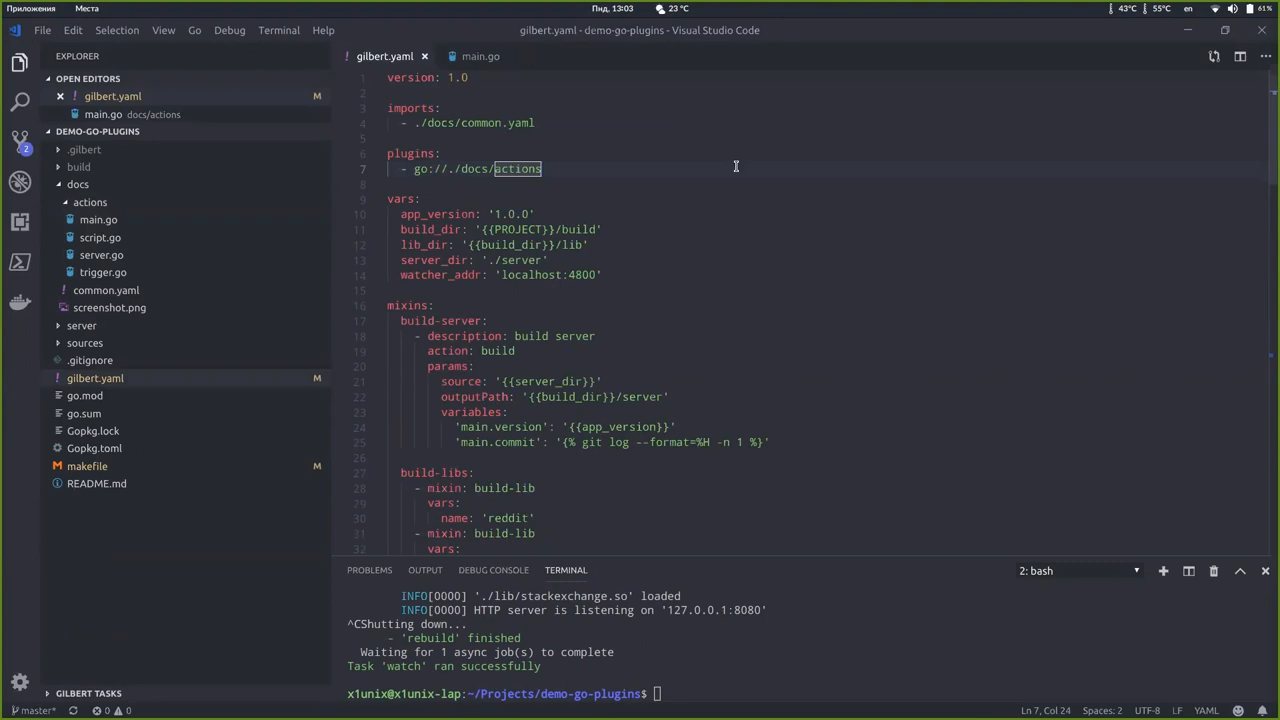 Приложения Места Пнд, 13:03 23 °C 43°C 55°C en 61%
File Edit Selection View Go Debug Terminal Help gilbert.yaml - demo-go-plugins - Visual Studio Code
EXPLORER
OPEN EDITORS
gilbert.yaml M
main.go docs/actions
DEMO-GO-PLUGINS
.gilbert
build
docs
actions
main.go
script.go
server.go
trigger.go
common.yaml
screenshot.png
server
sources
.gitignore
gilbert.yaml M
go.mod
go.sum
Gopkg.lock
Gopkg.toml
makefile M
README.md
GILBERT TASKS
2
! gilbert.yaml main.go
1 version: 1.0
2
3 imports:
4 - ./docs/common.yaml
5
6 plugins:
7 - go://./docs/actions
8
9 vars:
10 app_version: '1.0.0'
11 build_dir: '{{PROJECT}}/build'
12 lib_dir: '{{build_dir}}/lib'
13 server_dir: './server'
14 watcher_addr: 'localhost:4800'
15
16 mixins:
17 build-server:
18 - description: build server
19 action: build
20 params:
21 source: '{{server_dir}}'
22 outputPath: '{{build_dir}}/server'
23 variables:
24 'main.version': '{{app_version}}'
25 'main.commit': '{% git log --format=%H -n 1 %}'
26
27 build-libs:
28 - mixin: build-lib
29 vars:
30 name: 'reddit'
31 - mixin: build-lib
32 vars:
PROBLEMS OUTPUT DEBUG CONSOLE TERMINAL 2: bash
INFO[0000] './lib/stackexchange.so' loaded
INFO[0000] HTTP server is listening on '127.0.0.1:8080'
^CShutting down...
- 'rebuild' finished
Waiting for 1 async job(s) to complete
Task 'watch' ran successfully
x1unix@x1unix-lap:~/Projects/demo-go-plugins$
master* 0 0 Ln 7, Col 24 Spaces: 2 UTF-8 LF YAML